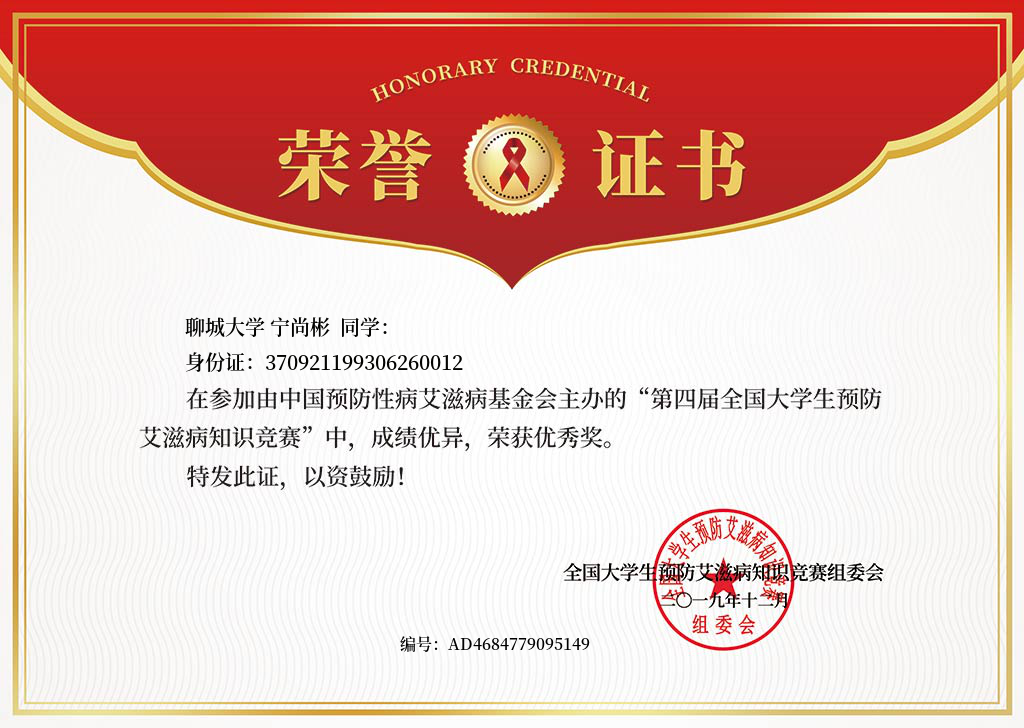 HONORARY CREDENTIAL
荣誉证书
聊城大学 宁尚彬 同学：
身份证：370921199306260012
在参加由中国预防性病艾滋病基金会主办的“第四届全国大学生预防
艾滋病知识竞赛”中，成绩优异，荣获优秀奖。
特发此证，以资鼓励！
全国大学生预防艾滋病知识竞赛
全国大学生预防艾滋病知识竞赛组委会
二〇一九年十二月
组委会
编号：AD4684779095149